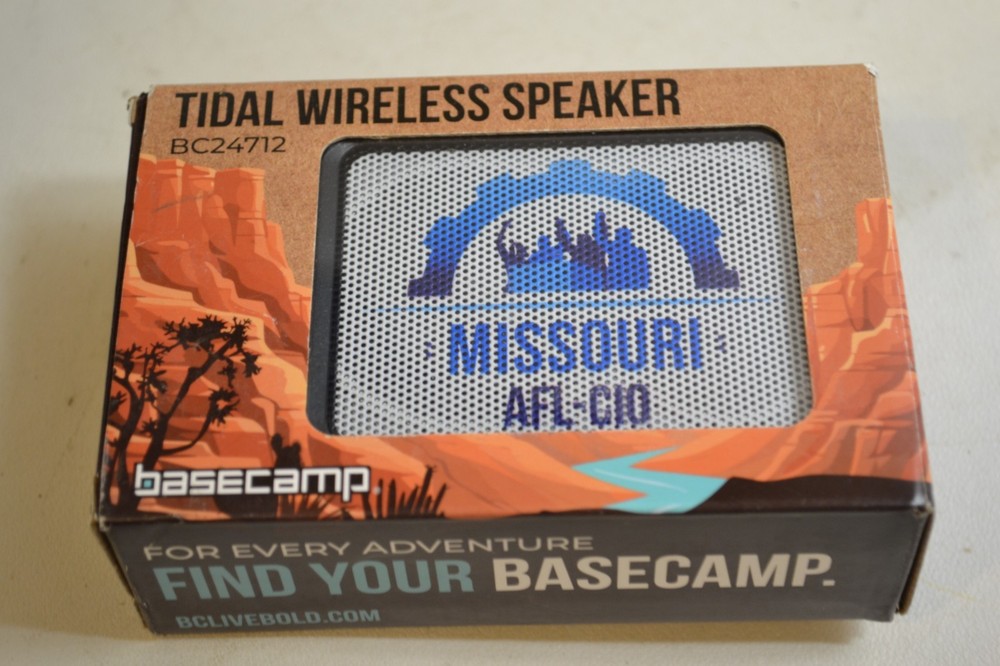 TIDAL WIRELESS SPEAKER
BC24712
MISSOURI
AFL-CIO
basecamp
FOR EVERY ADVENTURE
FIND YOUR BASECAMP.
BCLIVEBOLD.COM